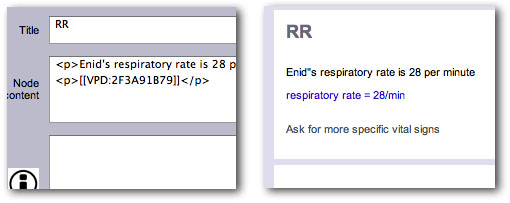 Title
RR
Node
content
<p>Enid's respiratory rate is 28 p
<p>[[VPD:2F3A91B79]]</p>
RR
Enid"s respiratory rate is 28 per minute
respiratory rate = 28/min
Ask for more specific vital signs